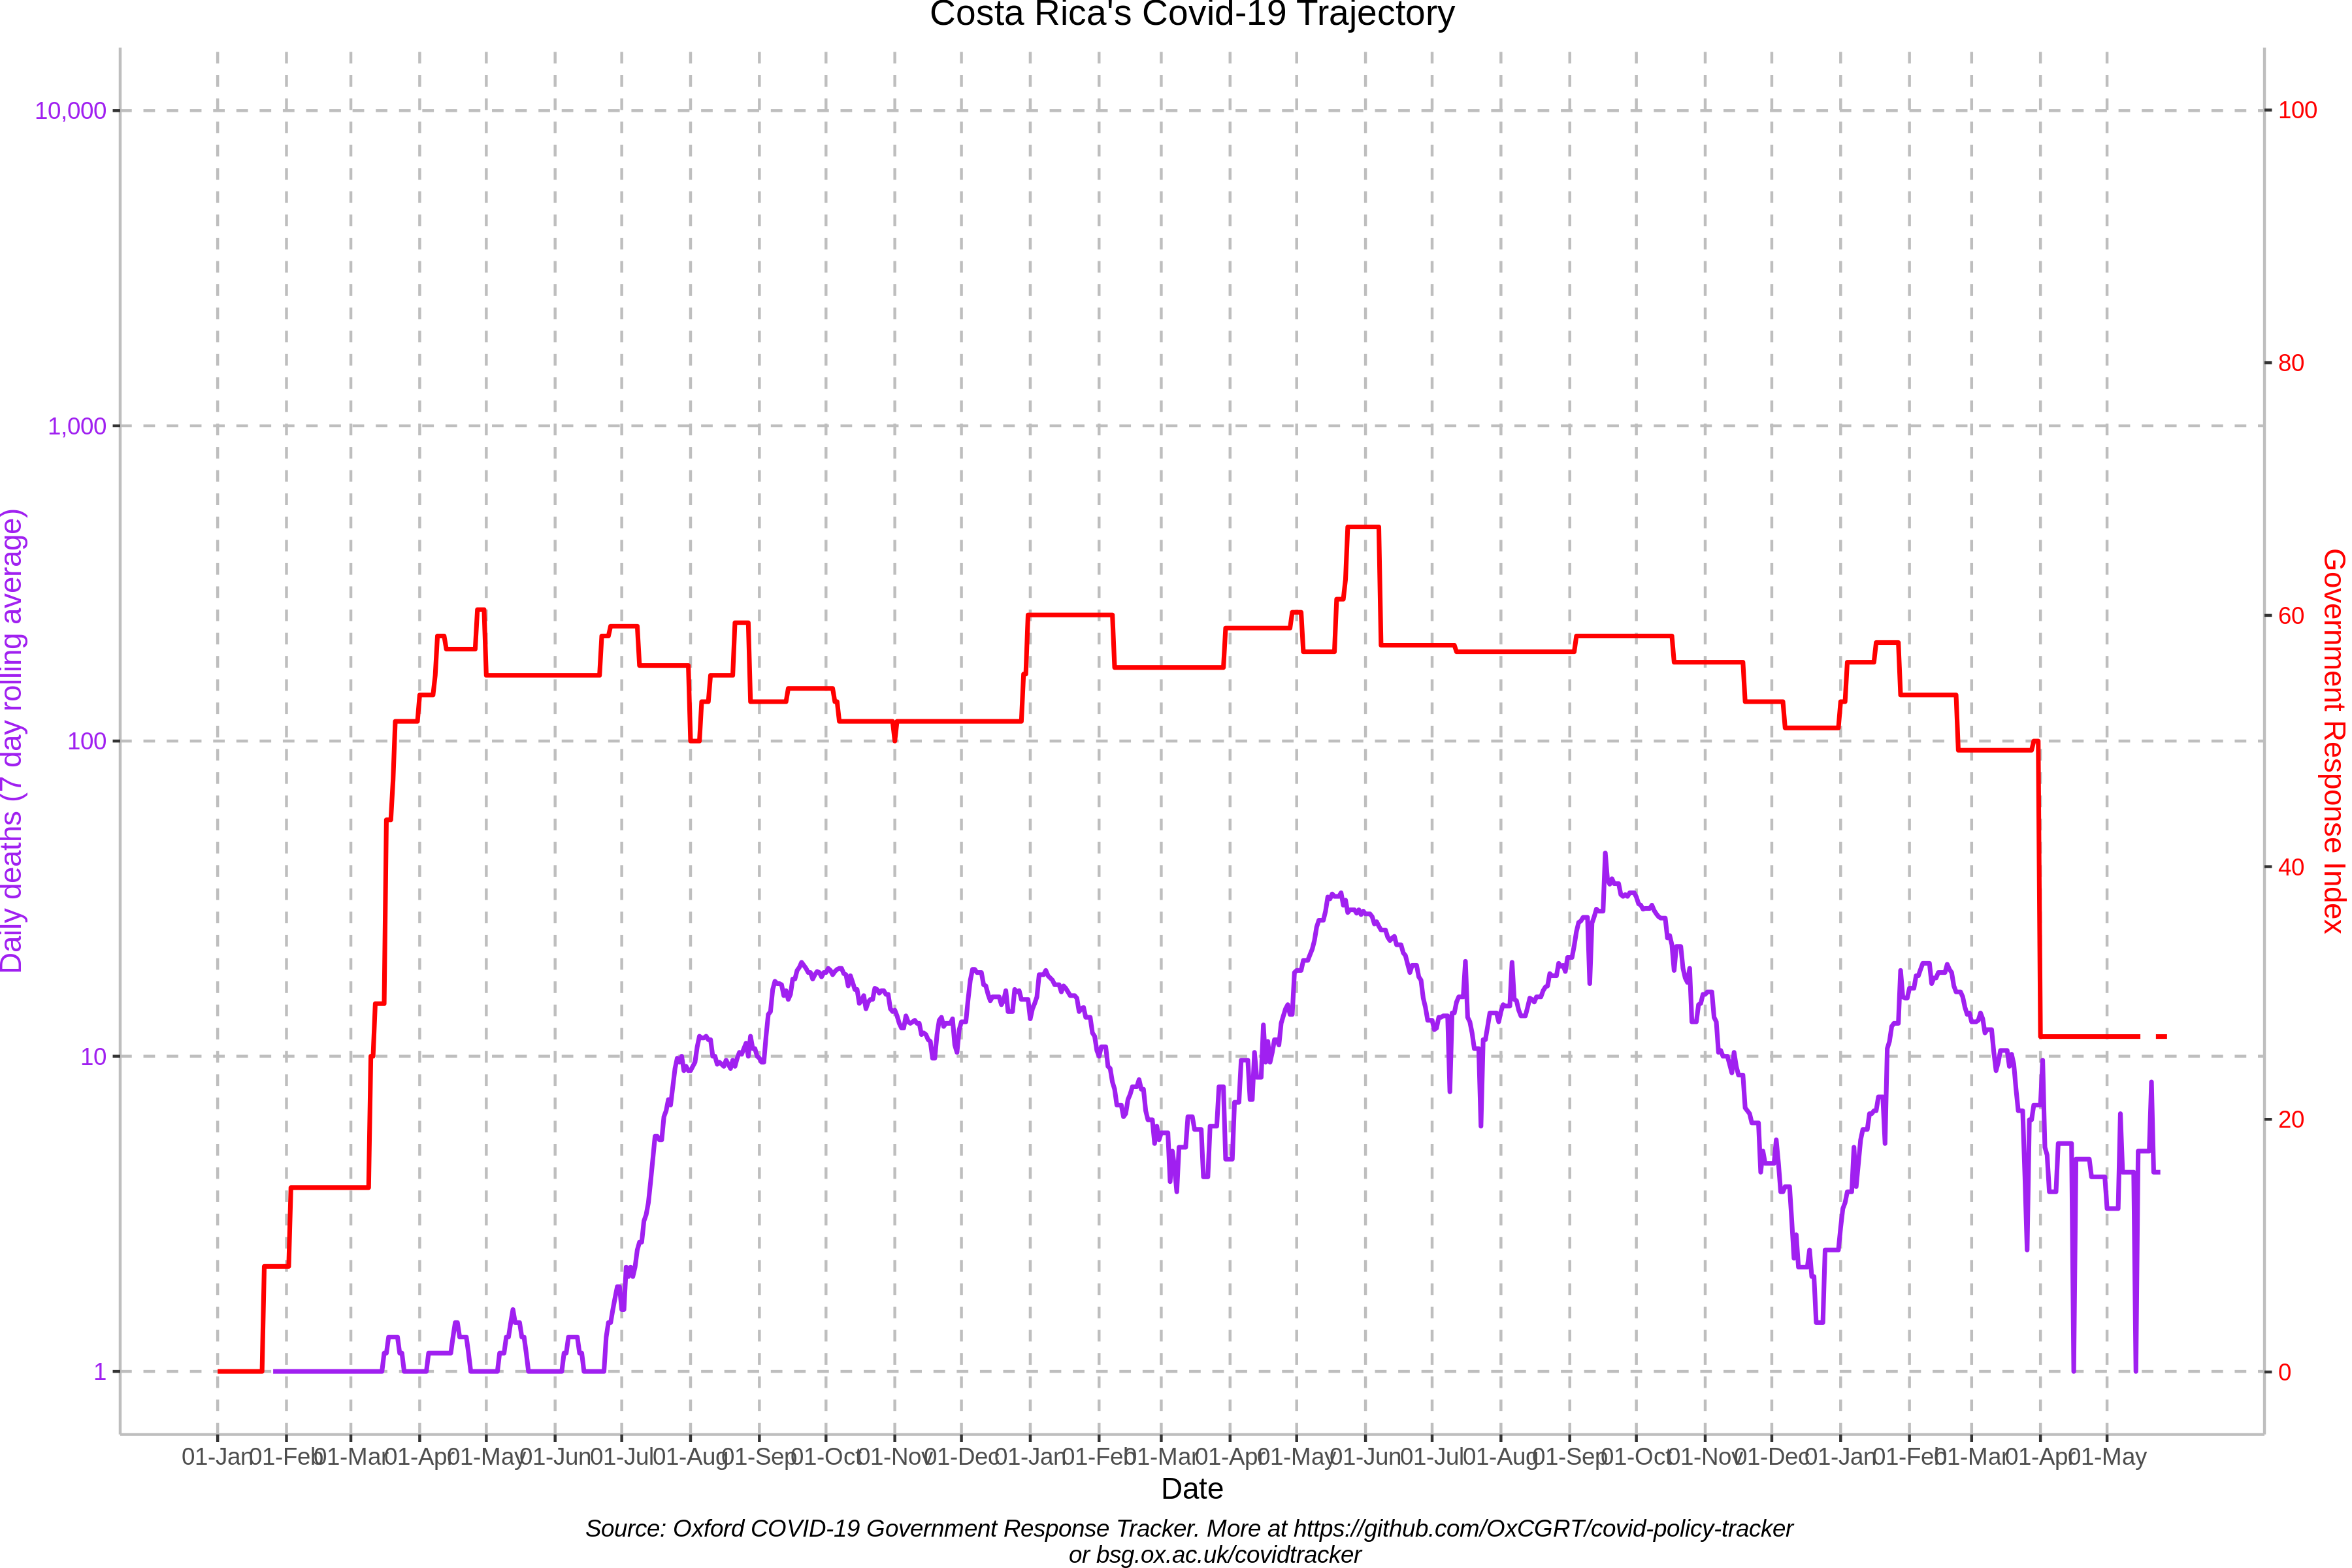 Costa Rica's Covid-19 Trajectory
10,000
1,000
100
10
1
Daily deaths (7 day rolling average)
100
80
60
40
20
0
Government Response Index
01-Jan 01-Feb 01-Mar 01-Apr 01-May 01-Jun 01-Jul 01-Aug 01-Sep 01-Oct 01-Nov 01-Dec 01-Jan 01-Feb 01-Mar 01-Apr 01-May 01-Jun 01-Jul 01-Aug 01-Sep 01-Oct 01-Nov 01-Dec 01-Jan 01-Feb 01-Mar 01-Apr 01-May
Date
Source: Oxford COVID-19 Government Response Tracker. More at https://github.com/OxCGRT/covid-policy-tracker
or bsg.ox.ac.uk/covidtracker